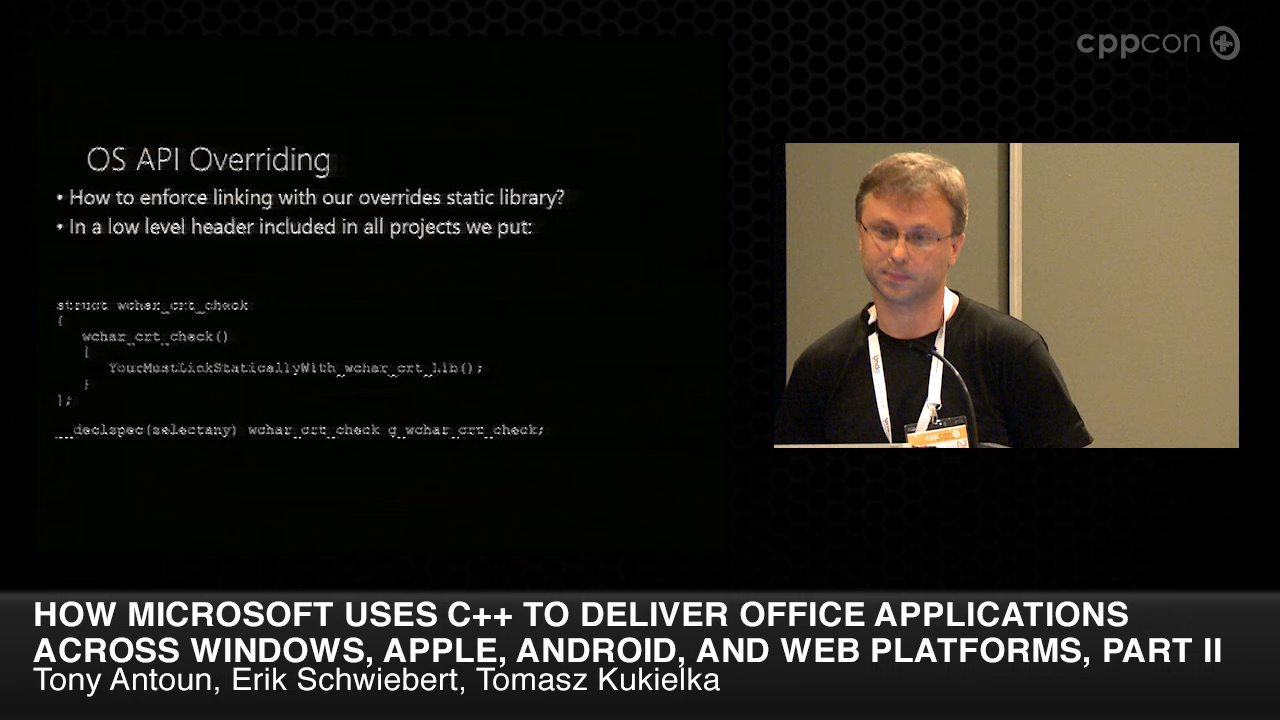 cppcon
OS API Overriding
• How to enforce linking with our overrides static library?
• In a low level header included in all projects we put:
struct wchar_crt_check
{
wchar_crt_check()
{
YourMustLickStaticallyWith_wchar_crt_lib();
}
};
__declspec(selectany) wchar_crt_check g_wchar_crt_check;
Undo
HOW MICROSOFT USES C++ TO DELIVER OFFICE APPLICATIONS
ACROSS WINDOWS, APPLE, ANDROID, AND WEB PLATFORMS, PART II
Tony Antoun, Erik Schwiebert, Tomasz Kukielka